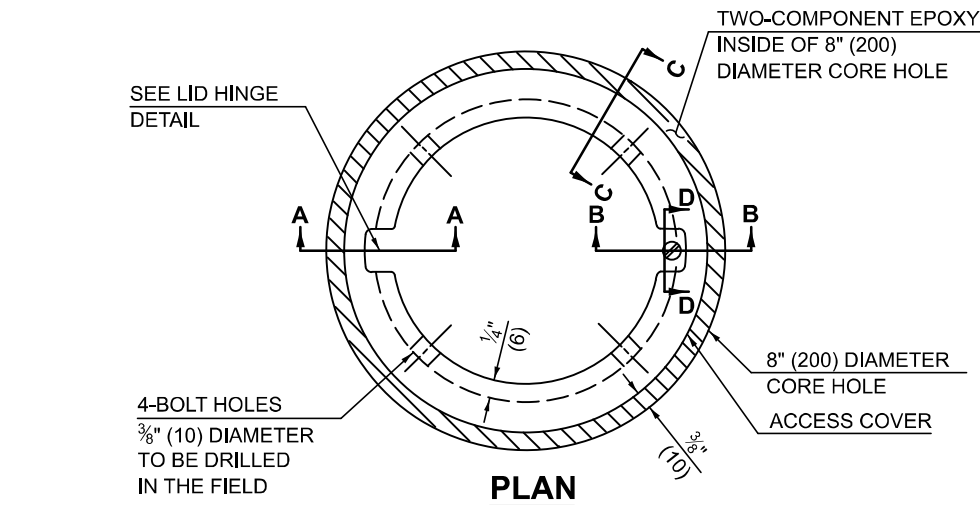 TWO-COMPONENT EPOXY
INSIDE OF 8" (200)
DIAMETER CORE HOLE
SEE LID HINGE
DETAIL
C
C
A
A
B
B
D
D
1/4"
(6)
8" (200) DIAMETER
CORE HOLE
ACCESS COVER
4-BOLT HOLES
3/8" (10) DIAMETER
TO BE DRILLED
IN THE FIELD
3/8"
(10)
PLAN